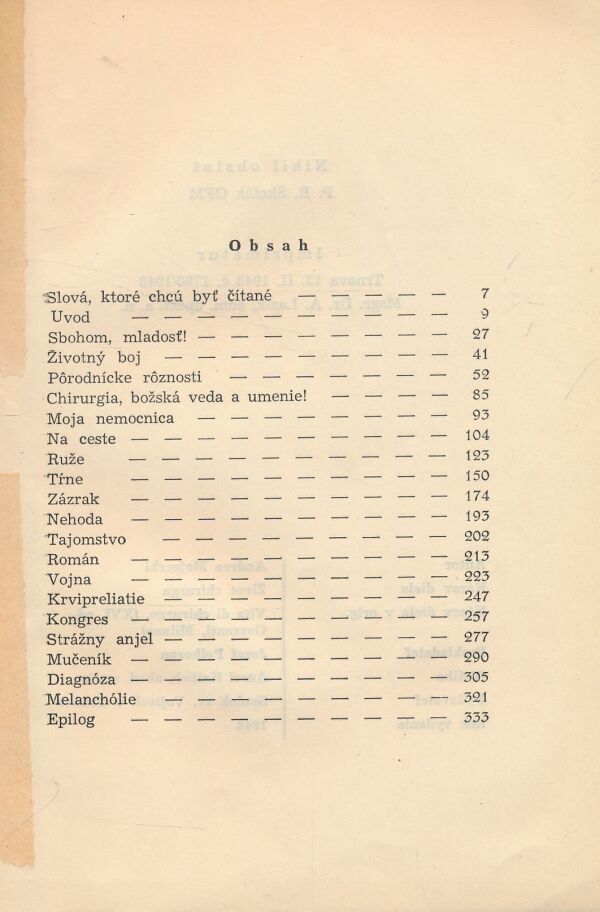 Obsah
Slová, ktoré chcú byť čítané — — — — — 7
Uvod — — — — — — — — — 9
Sbohom, mladosť! — — — — — — — — 27
Životný boj — — — — — — — — 41
Pôrodnícke rôznosti — — — — — — — 52
Chirurgia, božská veda a umenie! — — — — 85
Moja nemocnica — — — — — — — — 93
Na ceste — — — — — — — — — — 104
Ruže — — — — — — — — — — 123
Tŕne — — — — — — — — — — 150
Zázrak — — — — — — — — — — 174
Nehoda — — — — — — — — — — 193
Tajomstvo — — — — — — — — — 202
Román — — — — — — — — — — 213
Vojna — — — — — — — — — — 223
Krvipreliatie — — — — — — — — — 247
Kongres — — — — — — — — — — 257
Strážny anjel — — — — — — — — — 277
Mučeník — — — — — — — — — — 290
Diagnóza — — — — — — — — — — 305
Melanchólie — — — — — — — — — 321
Epilog — — — — — — — — — — 333